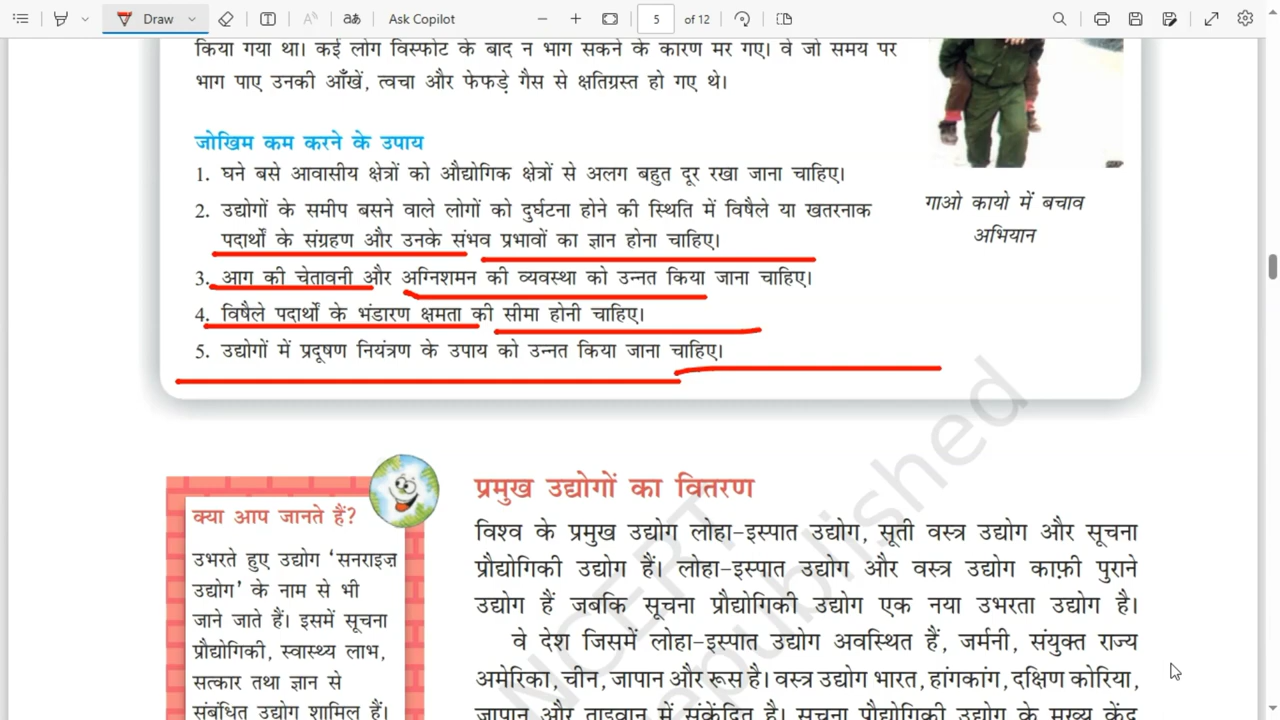 Draw
Ask Copilot
5
of 12
किया गया था। कई लोग विस्फोट के बाद न भाग सकने के कारण मर गए। वे जो समय पर
भाग पाए उनकी आँखें, त्वचा और फेफड़े गैस से क्षतिग्रस्त हो गए थे।
जोखिम कम करने के उपाय
1. घने बसे आवासीय क्षेत्रों को औद्योगिक क्षेत्रों से अलग बहुत दूर रखा जाना चाहिए।
2. उद्योगों के समीप बसने वाले लोगों को दुर्घटना होने की स्थिति में विषैले या खतरनाक
पदार्थों के संग्रहण और उनके संभव प्रभावों का ज्ञान होना चाहिए।
3. आग की चेतावनी और अग्निशमन की व्यवस्था को उन्नत किया जाना चाहिए।
4. विषैले पदार्थों के भंडारण क्षमता की सीमा होनी चाहिए।
5. उद्योगों में प्रदूषण नियंत्रण के उपाय को उन्नत किया जाना चाहिए।
गाओ कायो में बचाव
अभियान
क्या आप जानते हैं?
उभरते हुए उद्योग ‘सनराइज़
उद्योग’ के नाम से भी
जाने जाते हैं। इसमें सूचना
प्रौद्योगिकी, स्वास्थ्य लाभ,
सत्कार तथा ज्ञान से
संबंधित उद्योग शामिल हैं।
प्रमुख उद्योगों का वितरण
विश्व के प्रमुख उद्योग लोहा-इस्पात उद्योग, सूती वस्त्र उद्योग और सूचना
प्रौद्योगिकी उद्योग हैं। लोहा-इस्पात उद्योग और वस्त्र उद्योग काफ़ी पुराने
उद्योग हैं जबकि सूचना प्रौद्योगिकी उद्योग एक नया उभरता उद्योग है।
वे देश जिसमें लोहा-इस्पात उद्योग अवस्थित हैं, जर्मनी, संयुक्त राज्य
अमेरिका, चीन, जापान और रूस है। वस्त्र उद्योग भारत, हांगकांग, दक्षिण कोरिया,
जापान और ताइवान में संकेंद्रित है। सूचना प्रौद्योगिकी उद्योग के मुख्य केंद्र
NCERT
republished